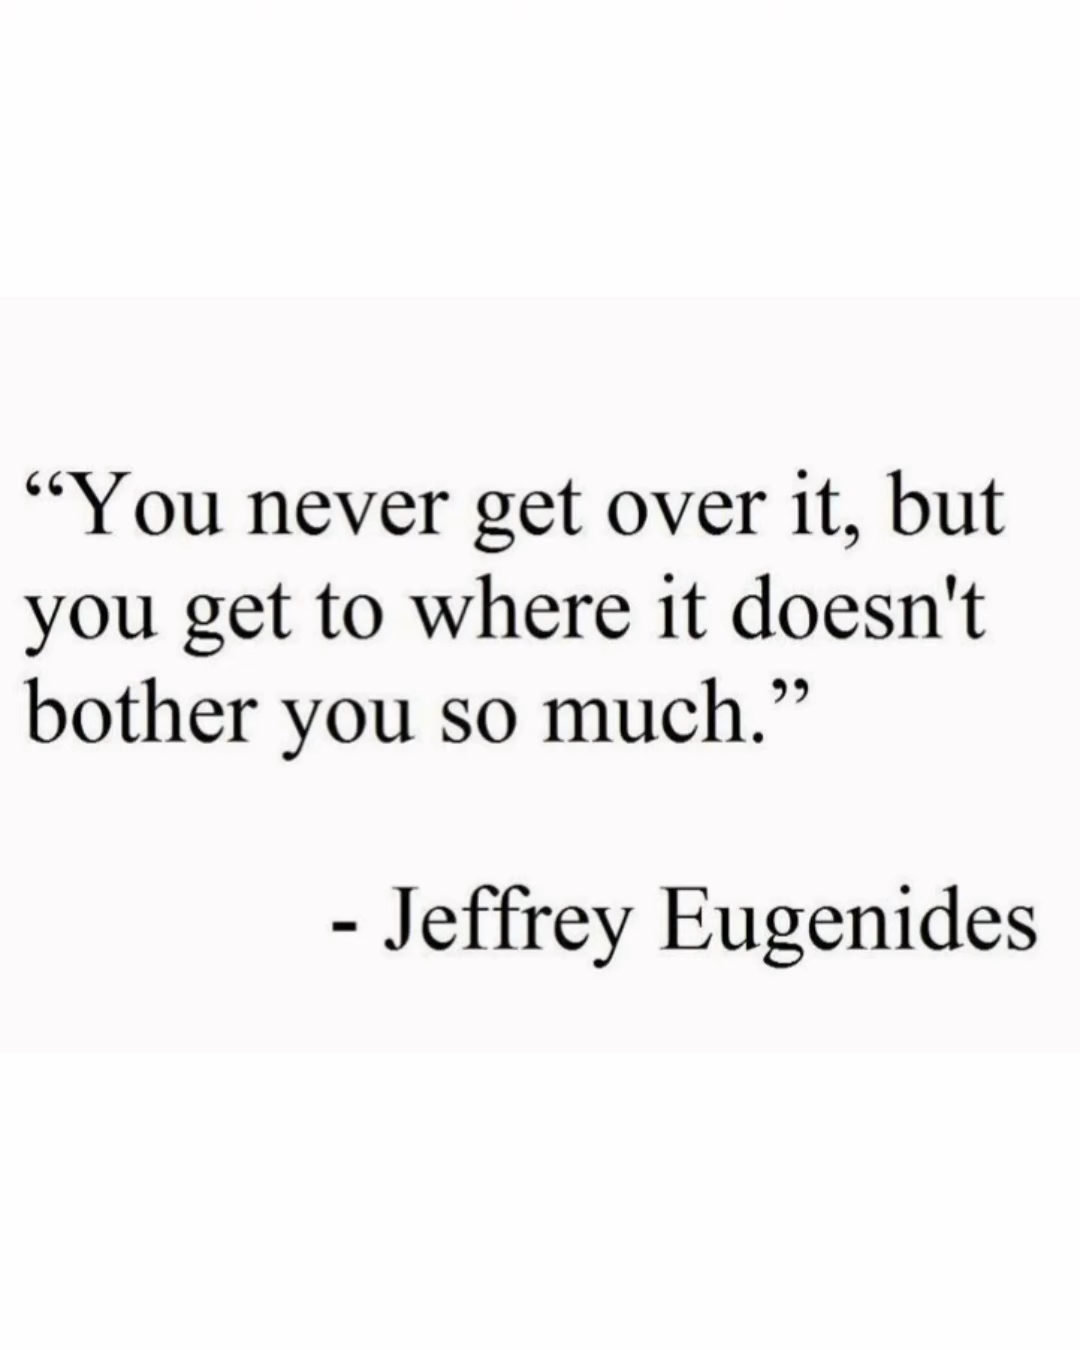 “You never get over it, but
you get to where it doesn't
bother you so much.”
- Jeffrey Eugenides